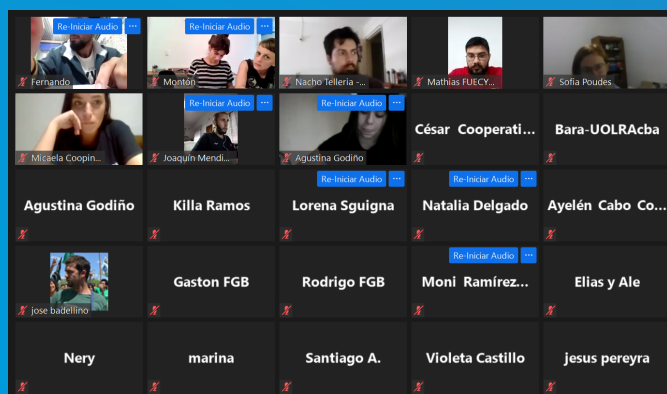 Re-Iniciar Audio ...
Re-Iniciar Audio ...
Fernando
Montón
Nacho Telleria -...
Mathias FUECY...
Sofía Poudes
Re-Iniciar Audio ...
Re-Iniciar Audio ...
César Cooperati...
Bara-UOLRAcba
Micaela Coopin...
Joaquín Mendi...
Agustina Godiño
Re-Iniciar Audio ...
Re-Iniciar Audio ...
Agustina Godiño
Killa Ramos
Lorena Sguigna
Natalia Delgado
Ayelén Cabo Co...
Re-Iniciar Audio ...
Gaston FGB
Rodrigo FGB
Moni Ramírez...
Elias y Ale
jose badellino
Nery
marina
Santiago A.
Violeta Castillo
jesus pereyra